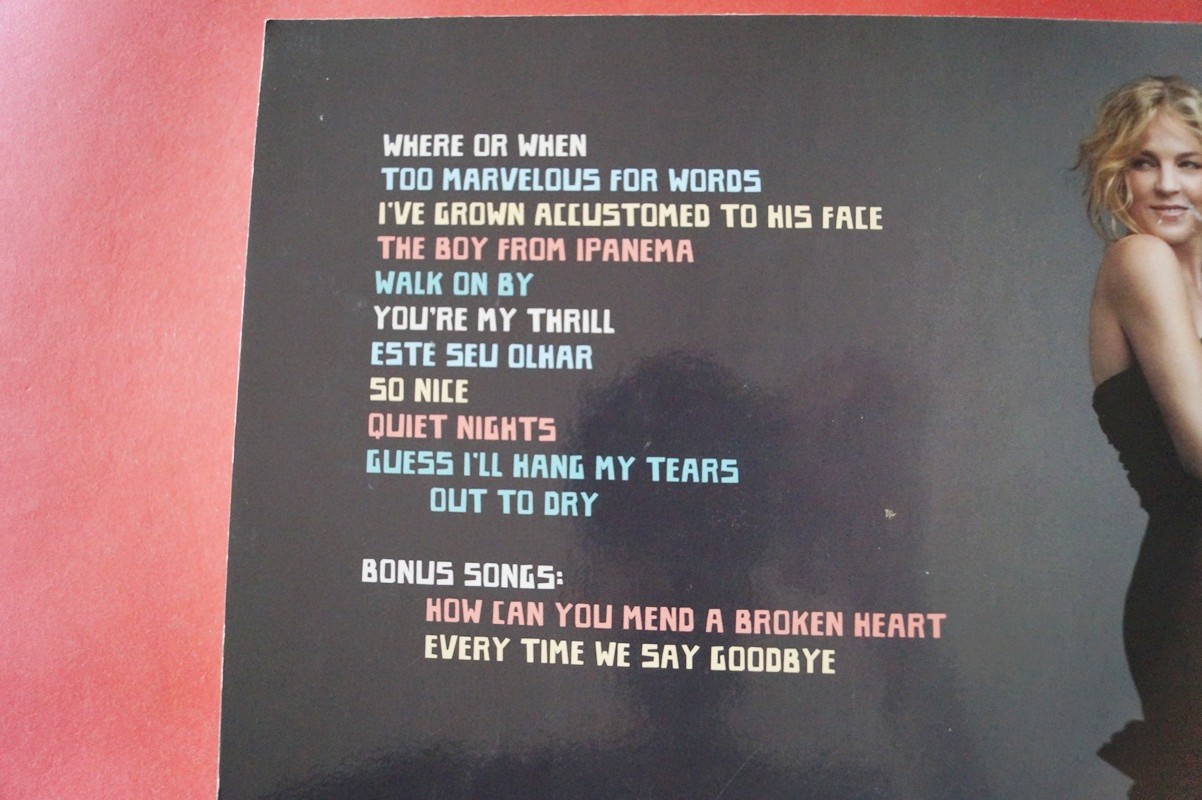 WHERE OR WHEN
TOO MARVELOUS FOR WORDS
I'VE GROWN ACCUSTOMED TO HIS FACE
THE BOY FROM IPANEMA
WALK ON BY
YOU'RE MY THRILL
ESTE SEU OLHAR
SO NICE
QUIET NIGHTS
GUESS I'LL HANG MY TEARS
OUT TO DRY
BONUS SONGS:
HOW CAN YOU MEND A BROKEN HEART
EVERY TIME WE SAY GOODBYE